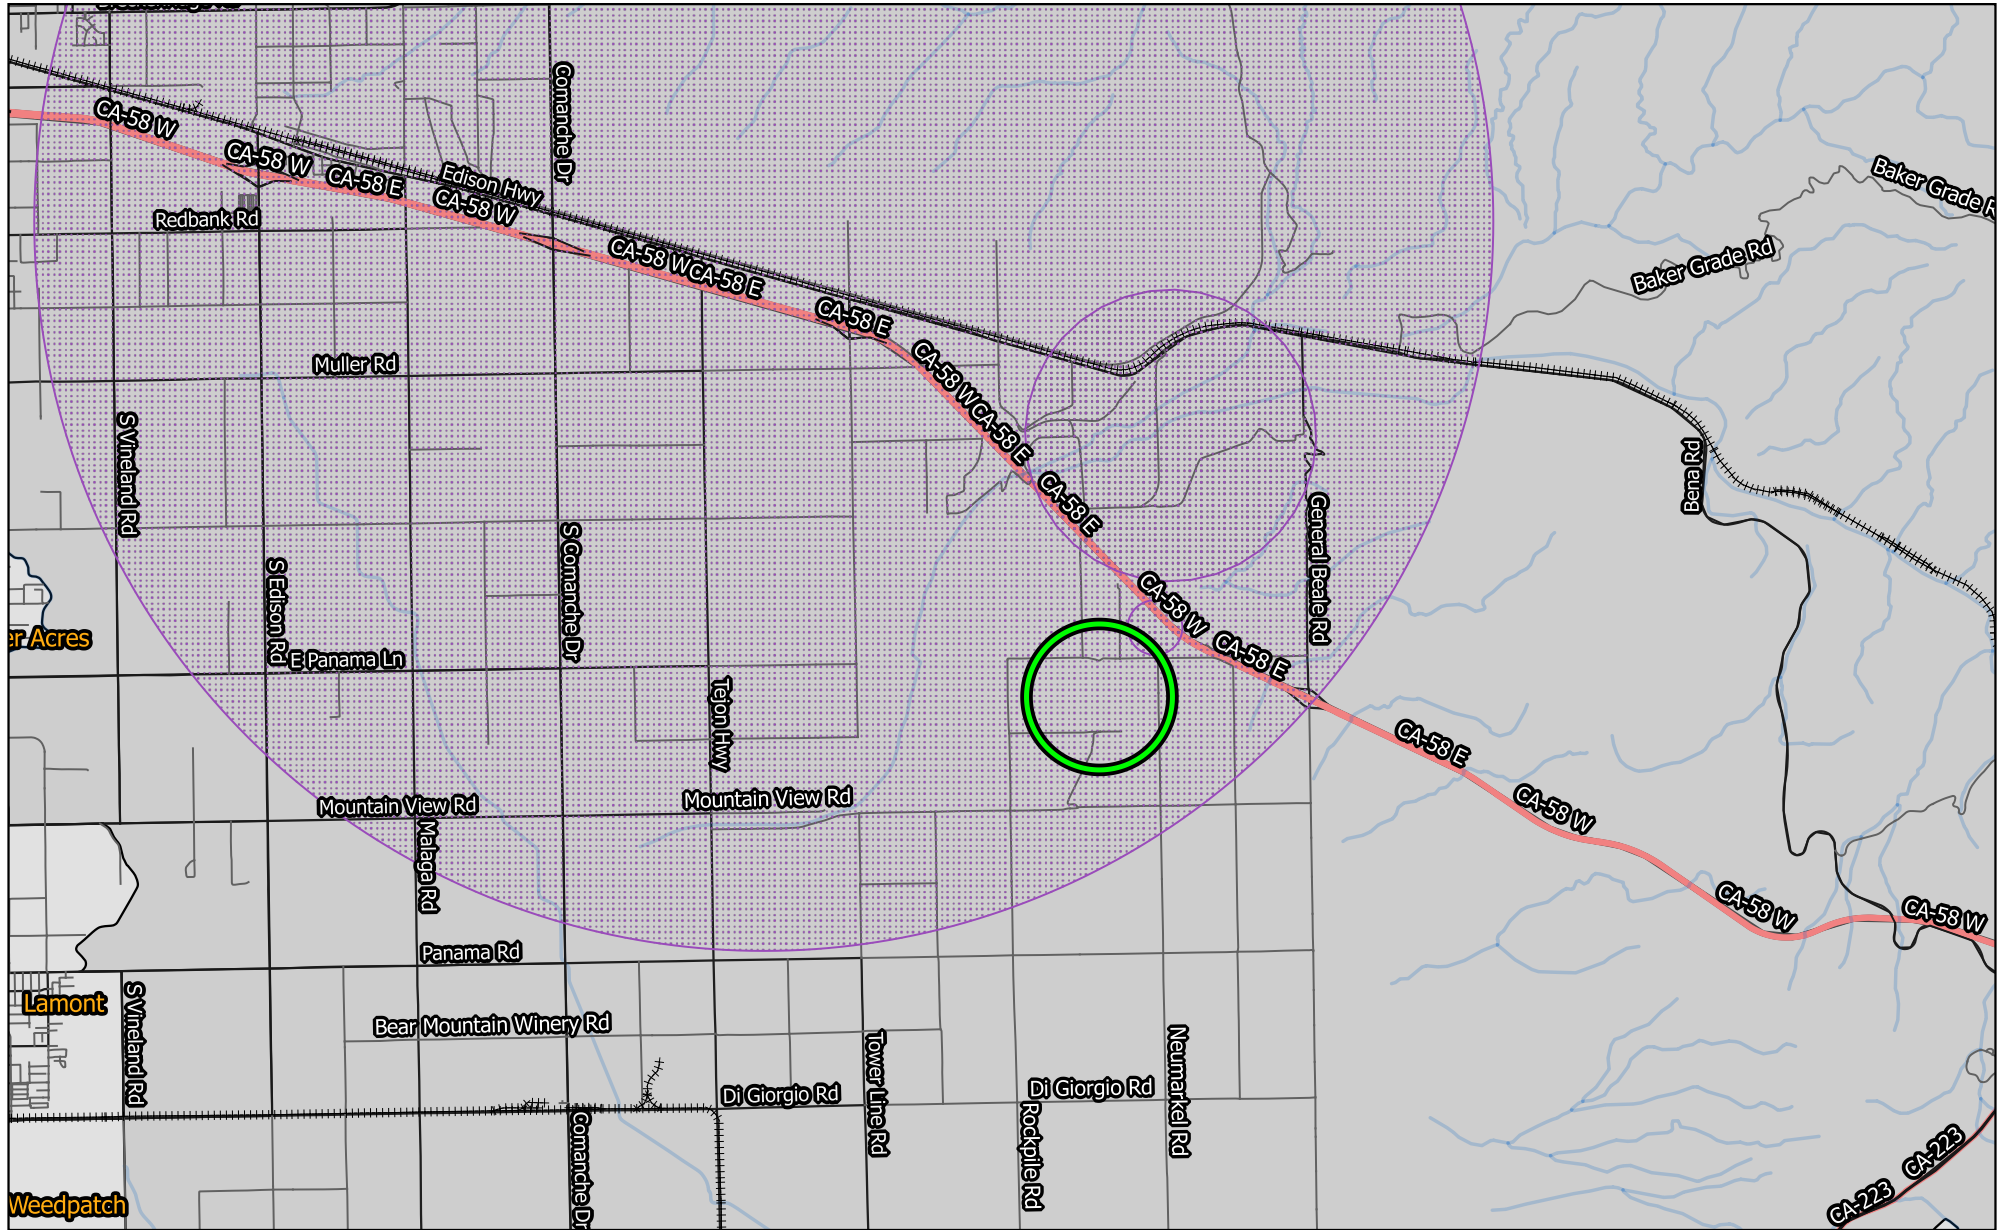 CA-58 W
Comanche Dr
CA-58 W
CA-58 E
Edison Hwy
CA-58 W
Baker Grade R
Redbank Rd
CA-58 W
CA-58 E
Baker Grade Rd
CA-58 E
Muller Rd
CA-58 W
CA-58 E
S Vineland Rd
Bena Rd
CA-58 E
General Beale Rd
S Comanche Dr
S Edison Rd
CA-58 W
er Acres
E Panama Ln
CA-58 E
Tejon Hwy
CA-58 E
Mountain View Rd
Mountain View Rd
CA-58 W
Malaga Rd
CA-58 W
CA-58 W
Panama Rd
Lamont
S Vineland Rd
Bear Mountain Winery Rd
Tower Line Rd
Neumarkel Rd
Di Giorgio Rd
Di Giorgio Rd
Rockpile Rd
Comanche Dr
CA-223
CA-223
Weedpatch